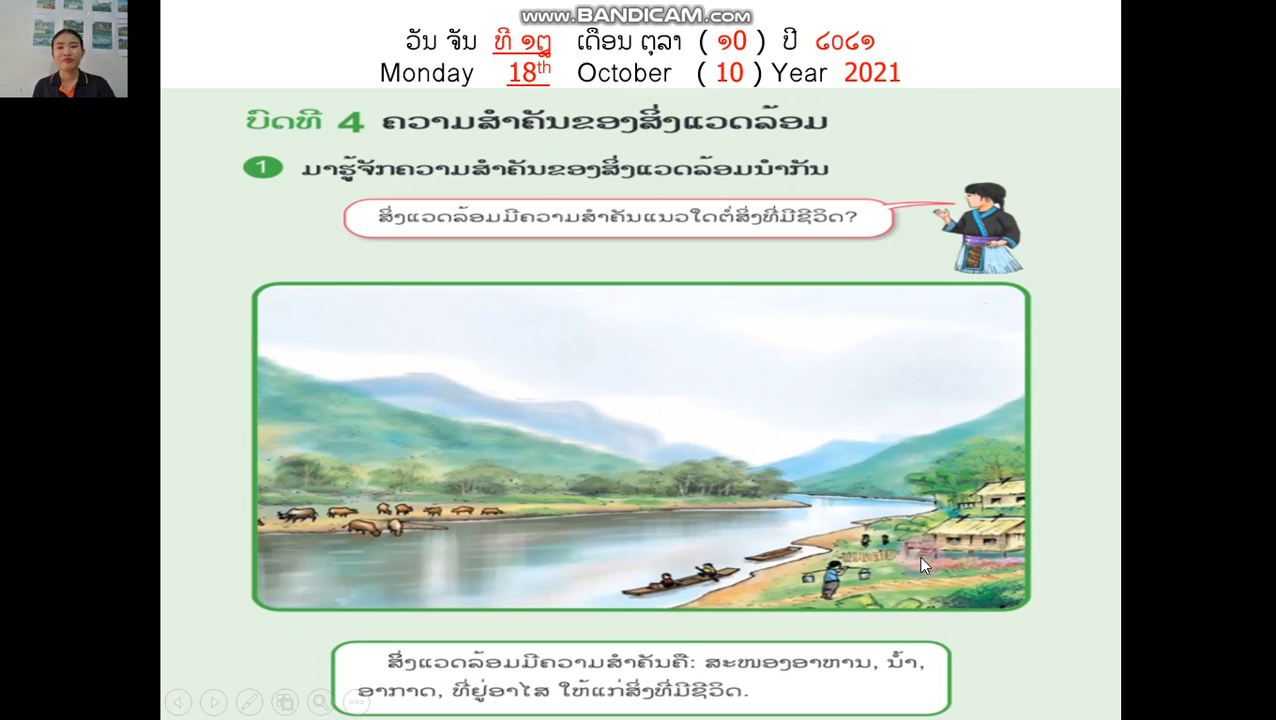 www.BANDICAM.com
ວັນ ຈັນ ທີ ໑໘ ເດືອນ ຕຸລາ ( ໑0 ) ປີ ໒໐໒໑
Monday 18th October ( 10 ) Year 2021
ບົດທີ 4 ຄວາມສຳຄັນຂອງສິ່ງແວດລ້ອມ
1 ມາຮູ້ຈັກຄວາມສຳຄັນຂອງສິ່ງແວດລ້ອມນຳກັນ
ສິ່ງແວດລ້ອມມີຄວາມສຳຄັນແນວໃດຕໍ່ສິ່ງທີ່ມີຊີວິດ?
ສິ່ງແວດລ້ອມມີຄວາມສຳຄັນຄື: ສະໜອງອາຫານ, ນ້ຳ,
ອາກາດ, ທີ່ຢູ່ອາໄສ ໃຫ້ແກ່ສິ່ງທີ່ມີຊີວິດ.